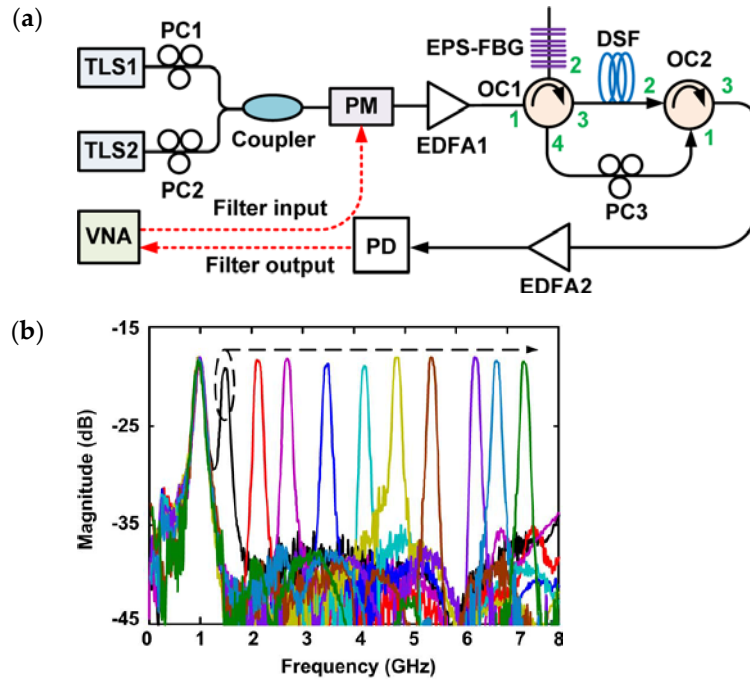 (a)
PC1
EPS-FBG
DSF
OC2
TLS1
OC1
2
2
3
PM
1
3
1
Coupler
EDFA1
4
TLS2
PC2
PC3
Filter input
VNA
PD
Filter output
EDFA2
(b)
-15
-25
-35
-45
Magnitude (dB)
0 1 2 3 4 5 6 7 8
Frequency (GHz)